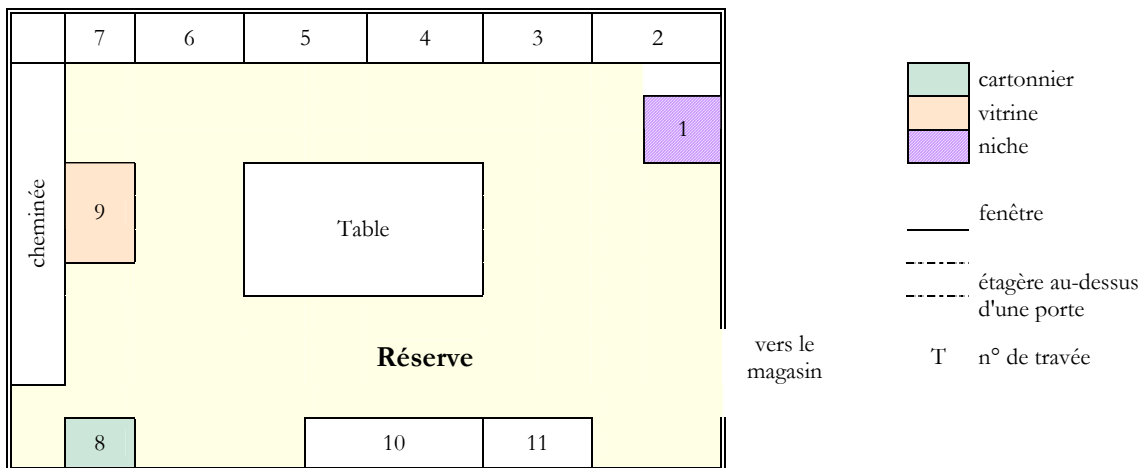 7 6 5 4 3 2
1
cheminée
9
Table
Réserve
vers le
magasin
8 10 11
cartonnier
vitrine
niche
fenêtre
étagère au-dessus
d'une porte
T n° de travée